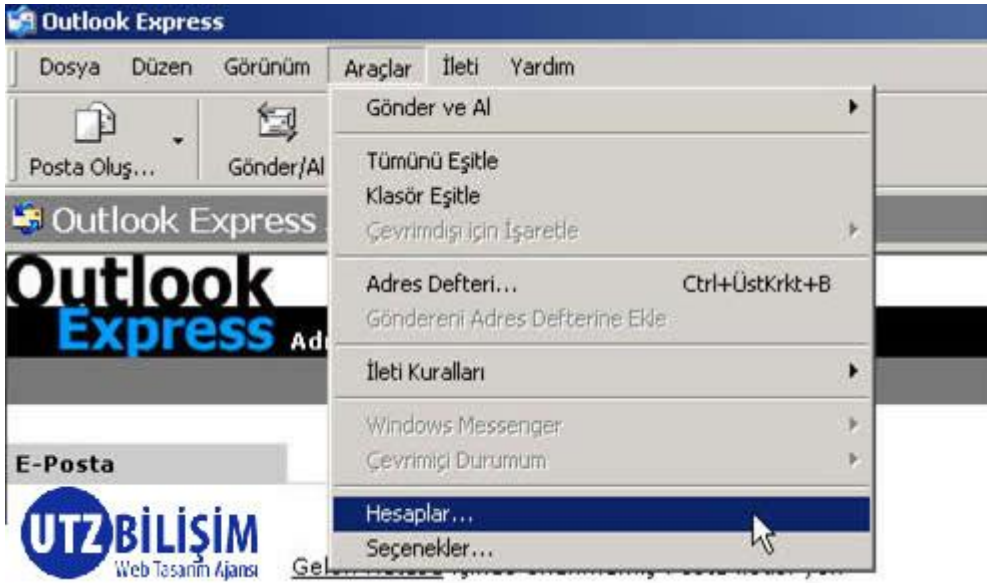 Outlook Express
Dosya Düzen Görünüm Araçlar İleti Yardım
Posta Oluş... Gönder/Al
Gönder ve Al
Tümünü Eşitle
Klasör Eşitle
Çevrimdışı için İşaretle
Adres Defteri... Ctrl+ÜstKrkt+B
Göndereni Adres Defterine Ekle
İleti Kuralları
Windows Messenger
Çevrimiçi Durumum
Hesaplar...
Seçenekler...
Outlook Express
Outlook
Express
E-Posta
UTZ BİLİŞİM
Web Tasarım Ajansı